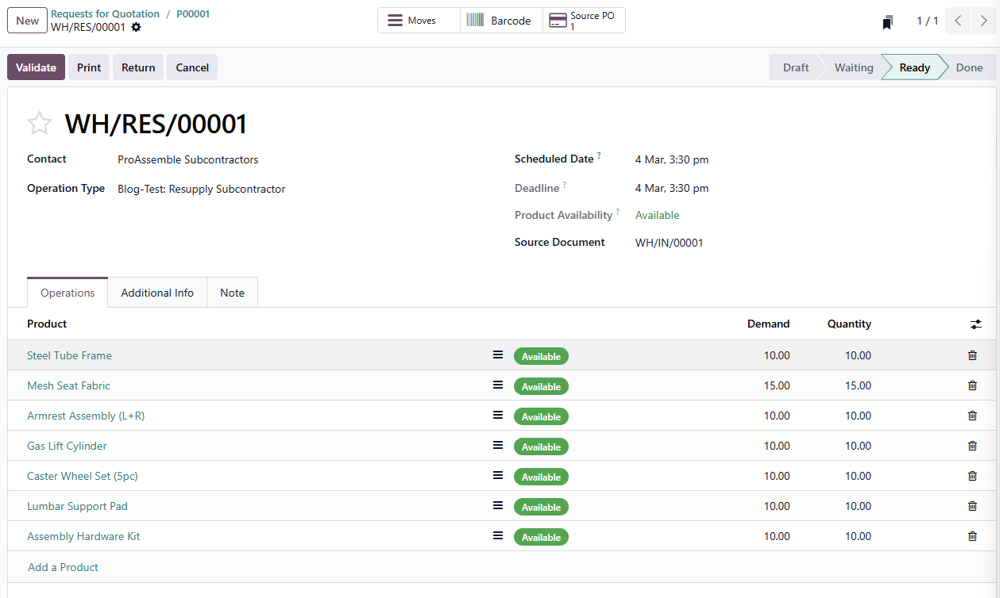 New
Requests for Quotation / P00001
WH/RES/00001
Moves
Barcode
Source PO
1
1 / 1
Validate
Print
Return
Cancel
Draft
Waiting
Ready
Done
WH/RES/00001
Contact
ProAssemble Subcontractors
Operation Type
Blog-Test: Resupply Subcontractor
Scheduled Date ?
4 Mar, 3:30 pm
Deadline ?
4 Mar, 3:30 pm
Product Availability ?
Available
Source Document
WH/IN/00001
Operations
Additional Info
Note
Product Demand Quantity
Steel Tube Frame Available 10.00 10.00
Mesh Seat Fabric Available 15.00 15.00
Armrest Assembly (L+R) Available 10.00 10.00
Gas Lift Cylinder Available 10.00 10.00
Caster Wheel Set (5pc) Available 10.00 10.00
Lumbar Support Pad Available 10.00 10.00
Assembly Hardware Kit Available 10.00 10.00
Add a Product